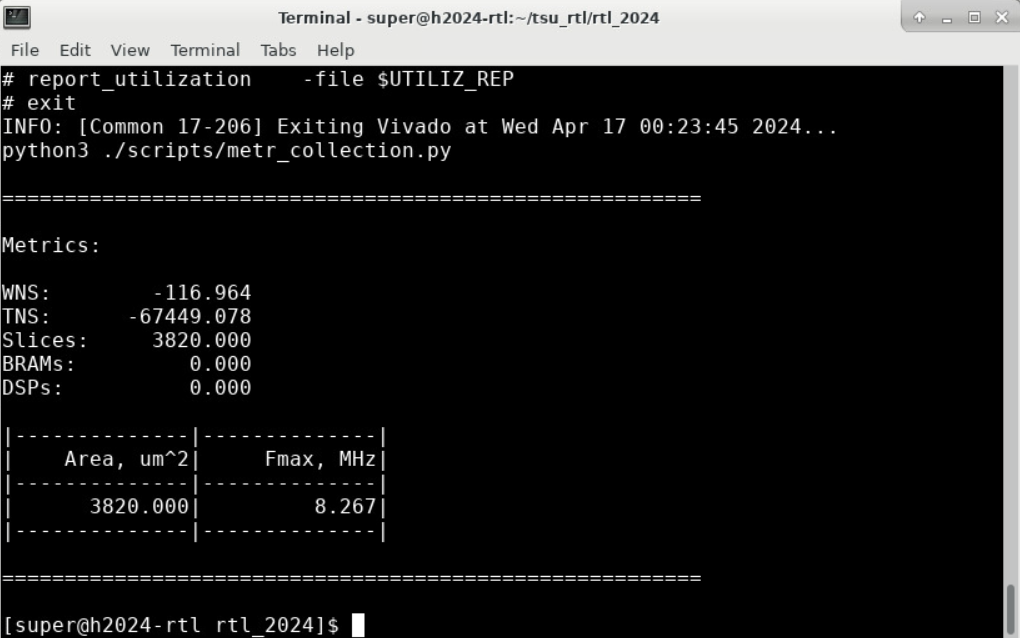 Terminal - super@h2024-rtl:~/tsu_rtl/rtl_2024
File Edit View Terminal Tabs Help
# report_utilization    -file $UTILIZ_REP
# exit
INFO: [Common 17-206] Exiting Vivado at Wed Apr 17 00:23:45 2024...
python3 ./scripts/metr_collection.py
========================================================
Metrics:
WNS:        -116.964
TNS:      -67449.078
Slices:     3820.000
BRAMs:         0.000
DSPs:          0.000
|--------------|--------------|
|    Area, um^2|     Fmax, MHz|
|--------------|--------------|
|      3820.000|         8.267|
|--------------|--------------|
========================================================
[super@h2024-rtl rtl_2024]$